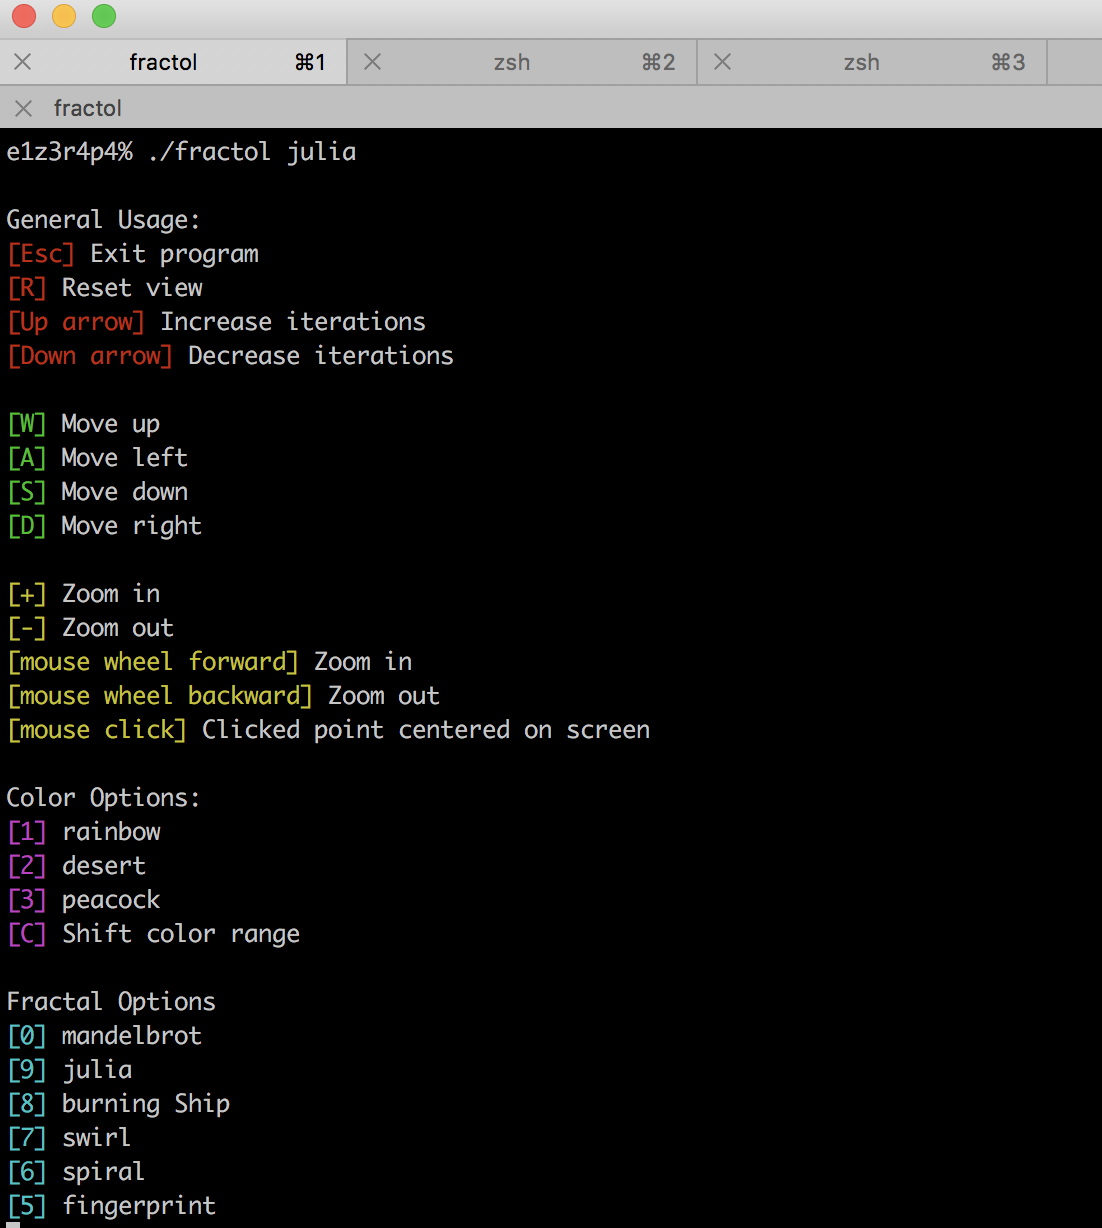 fractol ⌘1 zsh ⌘2 zsh ⌘3
fractol
e1z3r4p4% ./fractol julia
General Usage:
[Esc] Exit program
[R] Reset view
[Up arrow] Increase iterations
[Down arrow] Decrease iterations
[W] Move up
[A] Move left
[S] Move down
[D] Move right
[+] Zoom in
[-] Zoom out
[mouse wheel forward] Zoom in
[mouse wheel backward] Zoom out
[mouse click] Clicked point centered on screen
Color Options:
[1] rainbow
[2] desert
[3] peacock
[C] Shift color range
Fractal Options
[0] mandelbrot
[9] julia
[8] burning Ship
[7] swirl
[6] spiral
[5] fingerprint